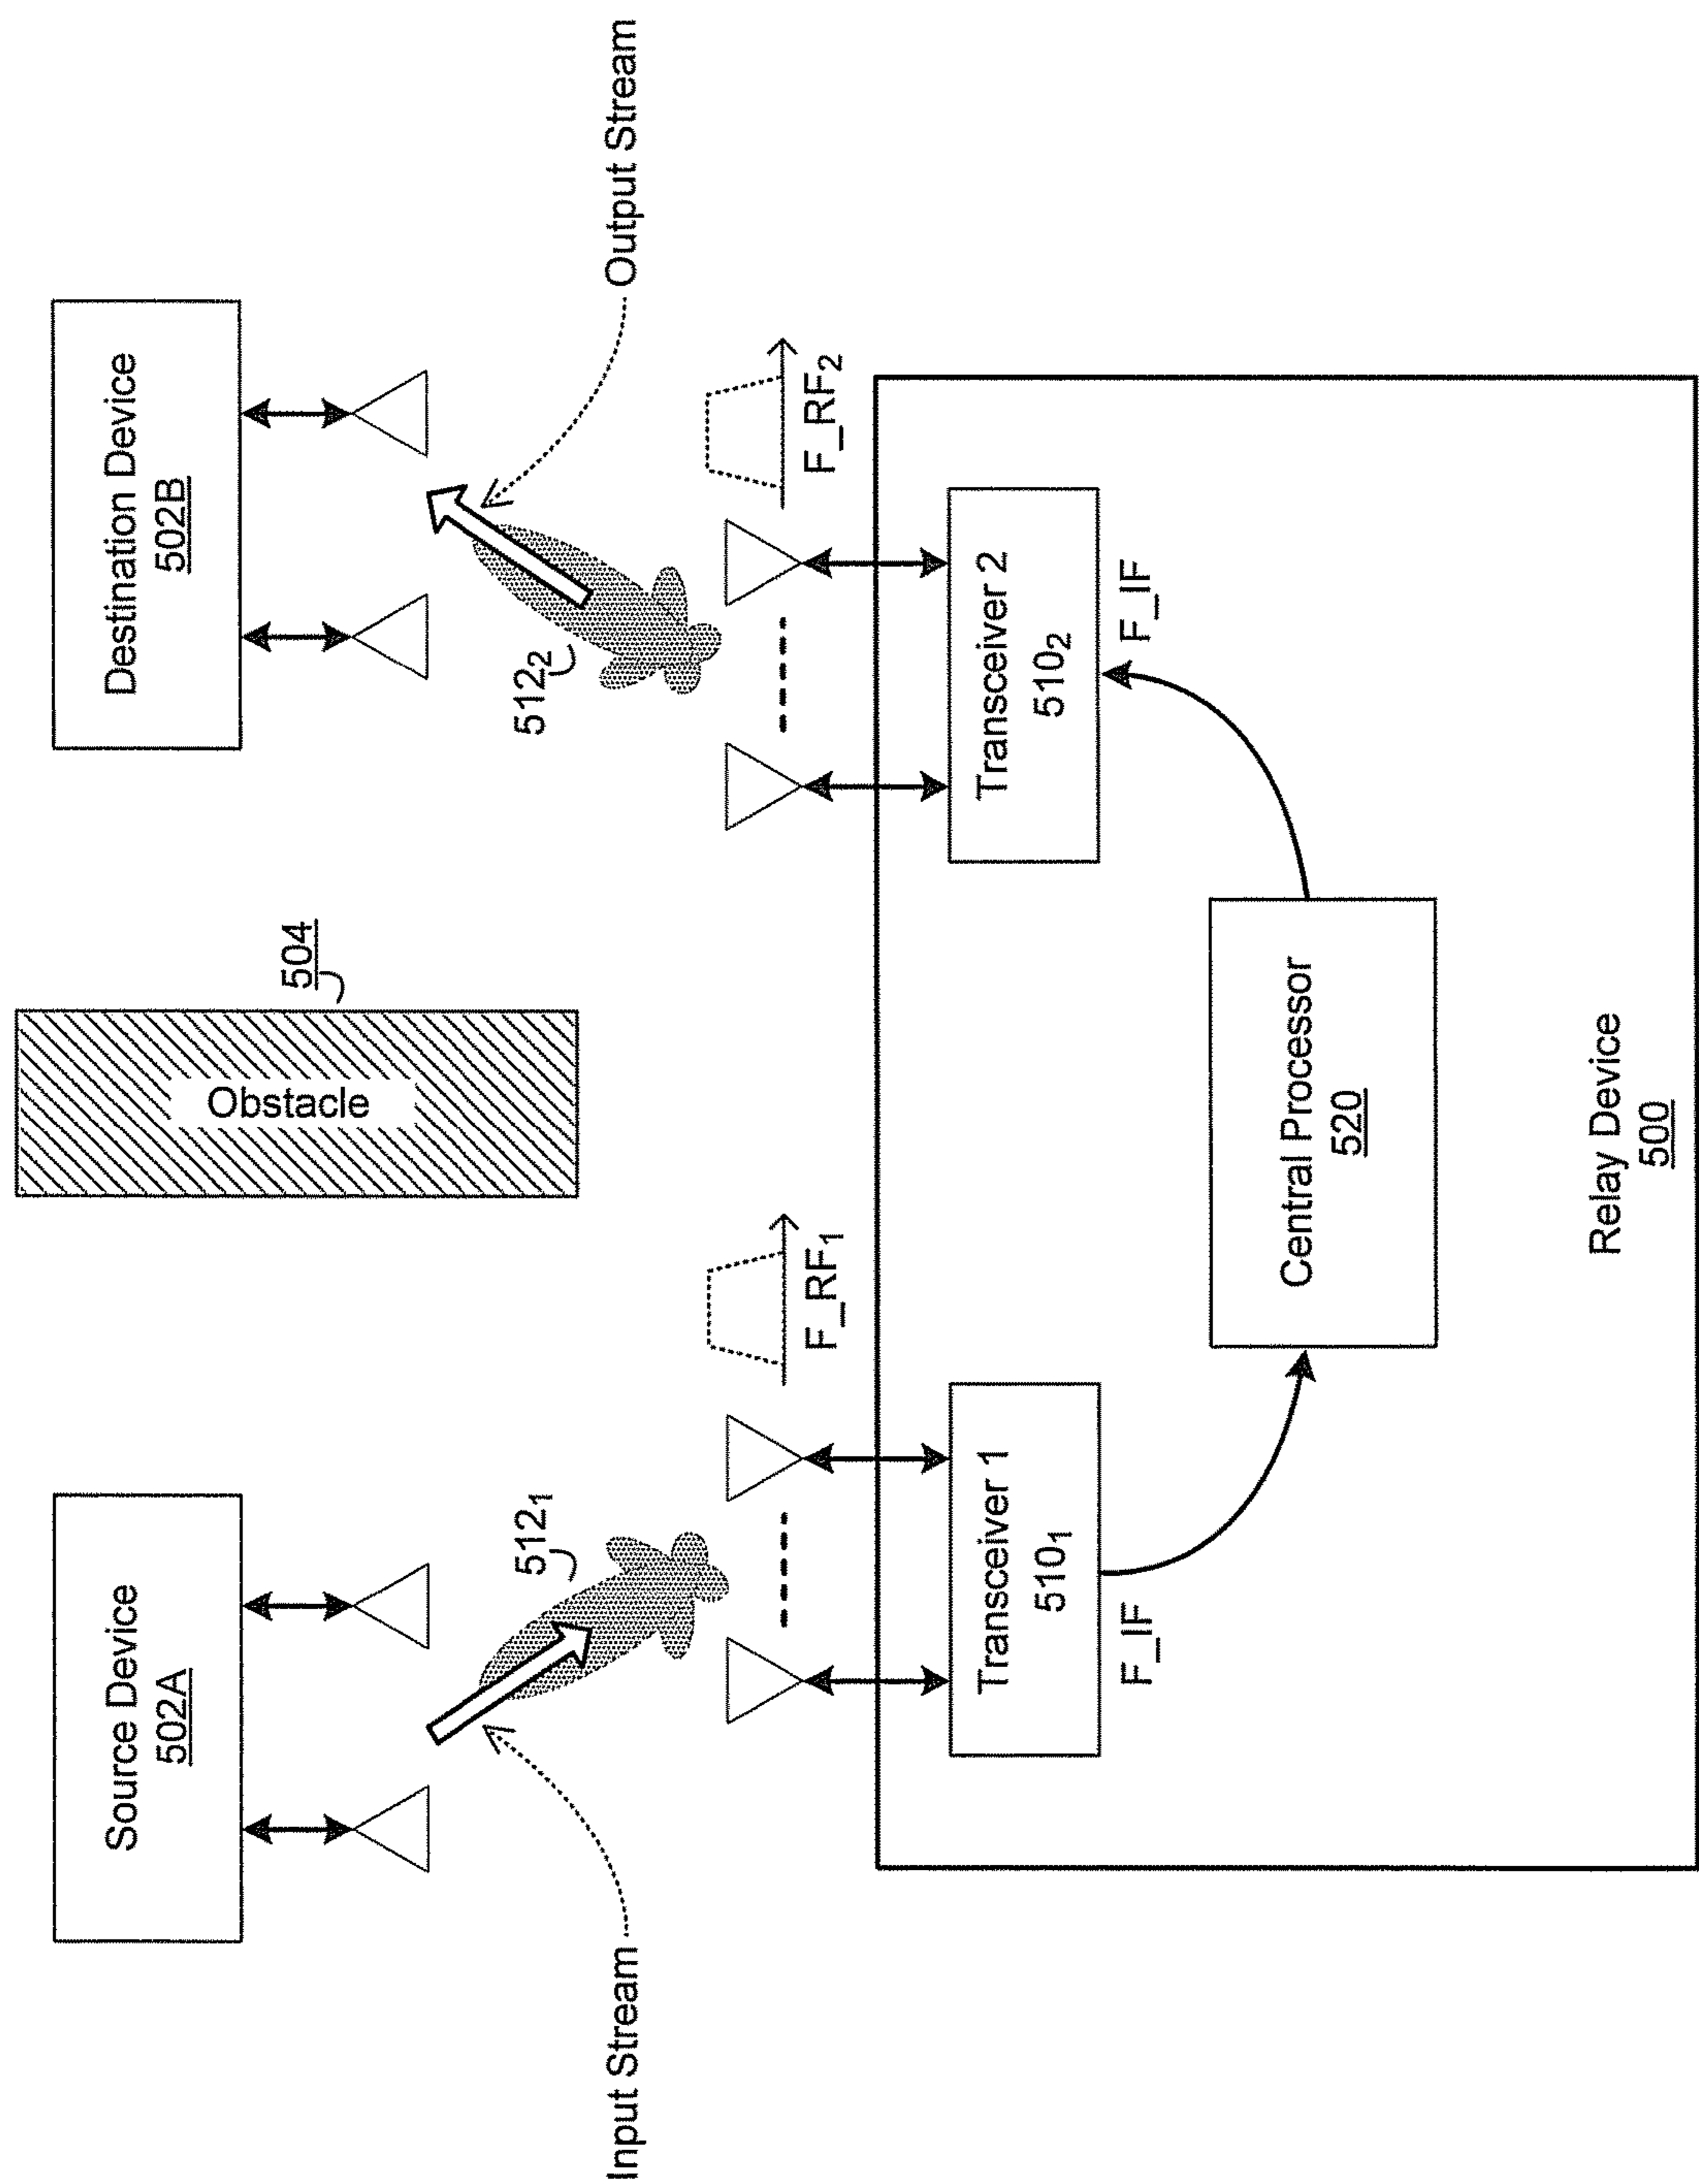 Source Device
502A
Obstacle
504
Destination Device
502B
Input Stream
512₁
512₂
Output Stream
F_RF₁
F_RF₂
Transceiver 1
510₁
F_IF
Transceiver 2
510₂
F_IF
Central Processor
520
Relay Device
500